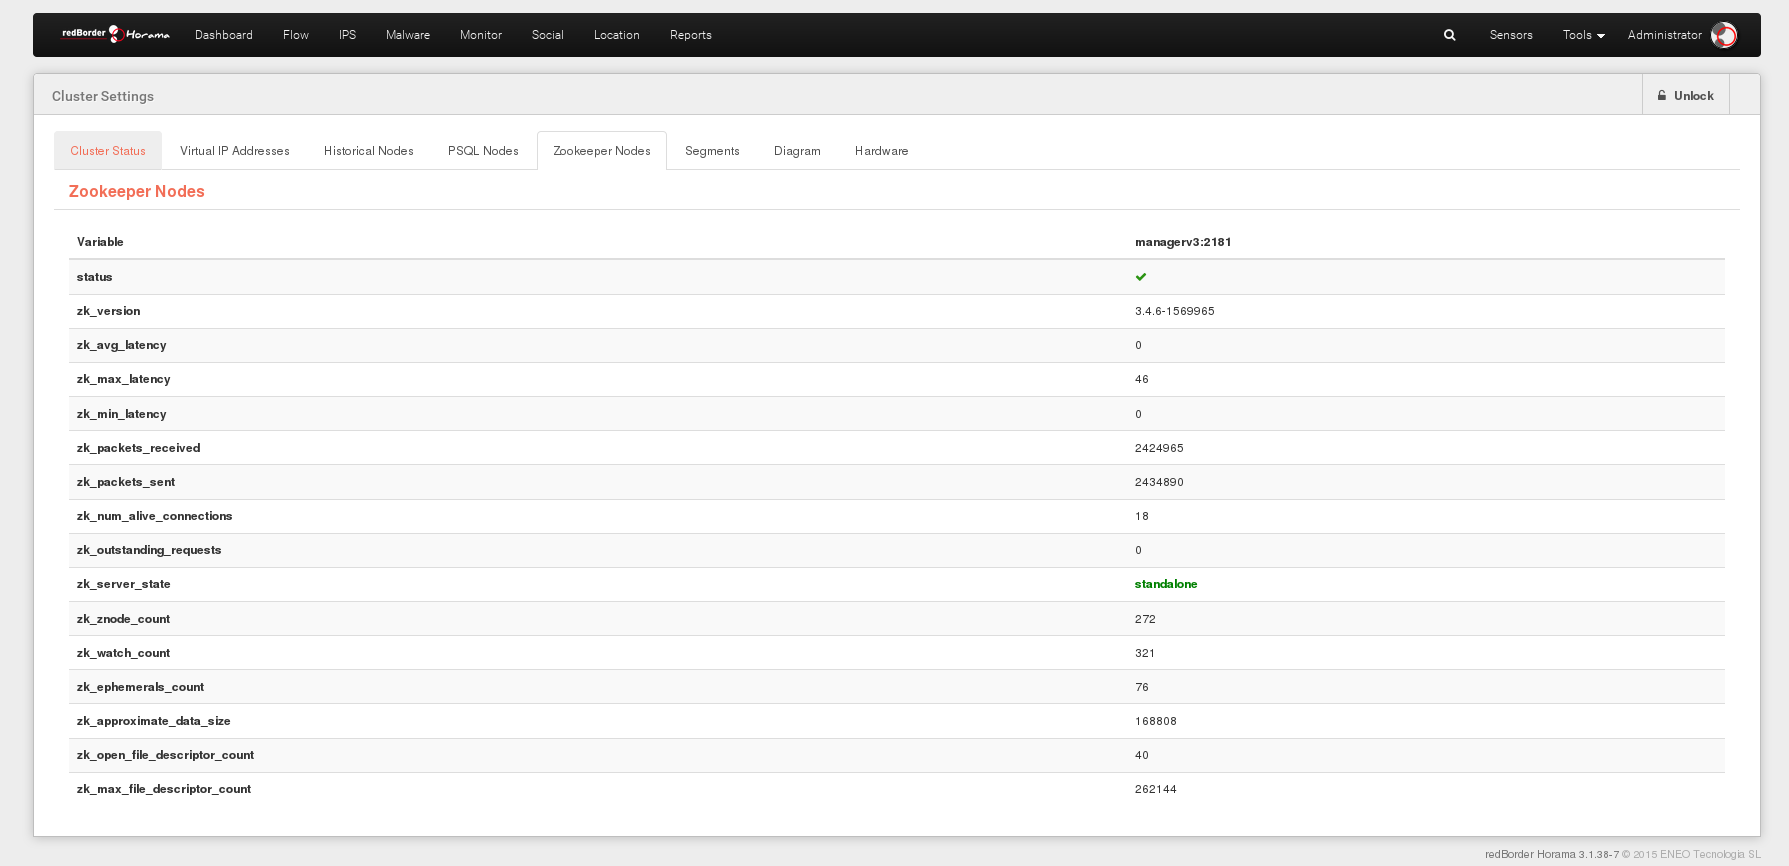 redBorder Horama Dashboard Flow IPS Malware Monitor Social Location Reports Sensors Tools Administrator
Cluster Settings Unlock
Cluster Status Virtual IP Addresses Historical Nodes PSQL Nodes Zookeeper Nodes Segments Diagram Hardware
Zookeeper Nodes
Variable managerv3:2181
status
zk_version 3.4.6-1569965
zk_avg_latency 0
zk_max_latency 46
zk_min_latency 0
zk_packets_received 2424965
zk_packets_sent 2434890
zk_num_alive_connections 18
zk_outstanding_requests 0
zk_server_state standalone
zk_znode_count 272
zk_watch_count 321
zk_ephemerals_count 76
zk_approximate_data_size 168808
zk_open_file_descriptor_count 40
zk_max_file_descriptor_count 262144
redBorder Horama 3.1.38-7 © 2015 ENEO Tecnologia SL